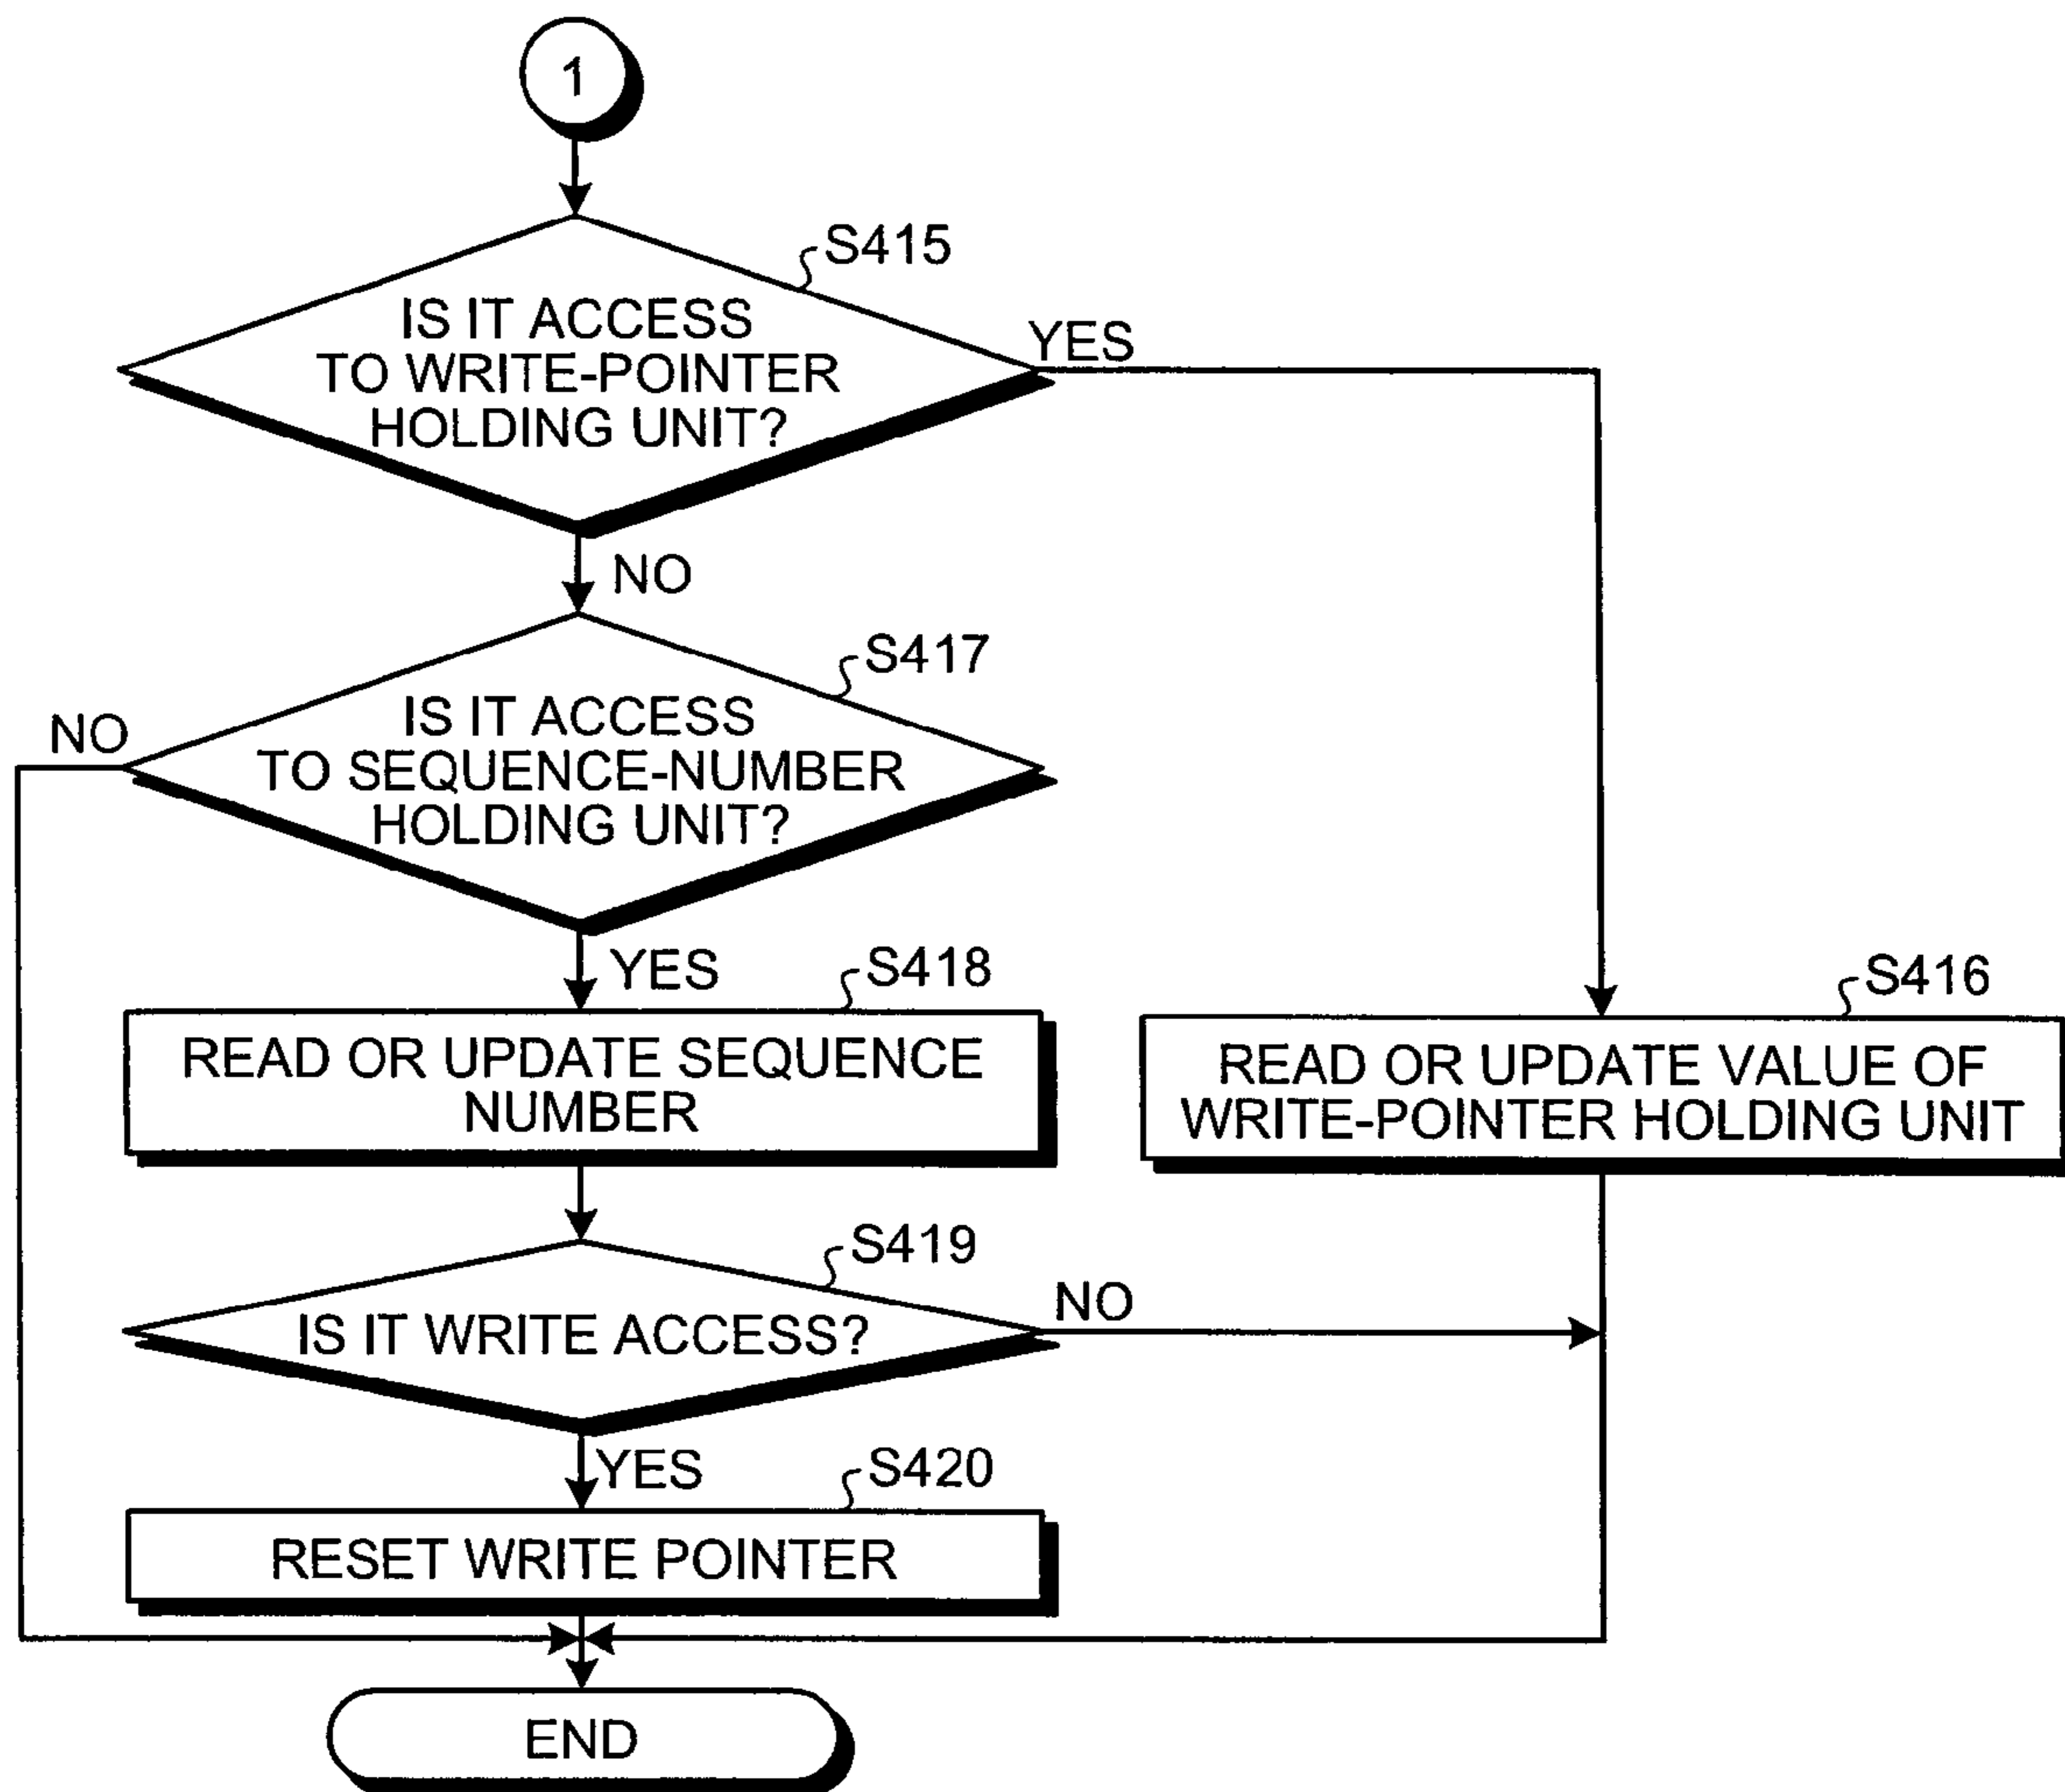 1
S415
IS IT ACCESS
TO WRITE-POINTER
HOLDING UNIT?
YES
NO
S417
IS IT ACCESS
TO SEQUENCE-NUMBER
HOLDING UNIT?
NO
YES
S418
READ OR UPDATE SEQUENCE
NUMBER
S416
READ OR UPDATE VALUE OF
WRITE-POINTER HOLDING UNIT
S419
IS IT WRITE ACCESS?
NO
YES
S420
RESET WRITE POINTER
END